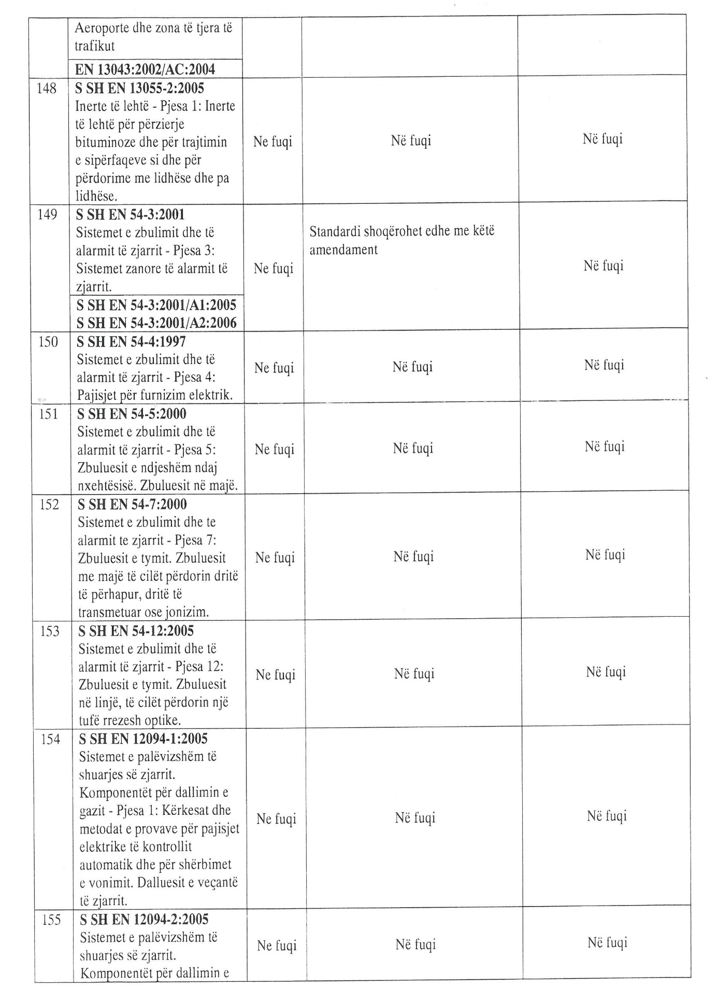 Aeroporte dhe zona të tjera të
trafikut
EN 13043:2002/AC:2004
148
S SH EN 13055-2:2005
Inerte të lehtë - Pjesa 1: Inerte
të lehtë për përzierje
bituminoze dhe për trajtimin
e sipërfaqeve si dhe për
përdorime me lidhëse dhe pa
lidhëse.
Ne fuqi
Në fuqi
Në fuqi
149
S SH EN 54-3:2001
Sistemet e zbulimit dhe të
alarmit të zjarrit - Pjesa 3:
Sistemet zanore të alarmit të
zjarrit.
S SH EN 54-3:2001/A1:2005
S SH EN 54-3:2001/A2:2006
Ne fuqi
Standardi shoqërohet edhe me këtë
amendament
Në fuqi
150
S SH EN 54-4:1997
Sistemet e zbulimit dhe të
alarmit të zjarrit - Pjesa 4:
Pajisjet për furnizim elektrik.
Ne fuqi
Në fuqi
Në fuqi
151
S SH EN 54-5:2000
Sistemet e zbulimit dhe të
alarmit të zjarrit - Pjesa 5:
Zbuluesit e ndjeshëm ndaj
nxehtësisë. Zbuluesit në majë.
Ne fuqi
Në fuqi
Në fuqi
152
S SH EN 54-7:2000
Sistemet e zbulimit dhe te
alarmit te zjarrit - Pjesa 7:
Zbuluesit e tymit. Zbuluesit
me majë të cilët përdorin dritë
të përhapur, dritë të
transmetuar ose jonizim.
Ne fuqi
Në fuqi
Në fuqi
153
S SH EN 54-12:2005
Sistemet e zbulimit dhe të
alarmit të zjarrit - Pjesa 12:
Zbuluesit e tymit. Zbuluesit
në linjë, të cilët përdorin një
tufë rrezesh optike.
Ne fuqi
Në fuqi
Në fuqi
154
S SH EN 12094-1:2005
Sistemet e palëvizshëm të
shuarjes së zjarrit.
Komponentët për dallimin e
gazit - Pjesa 1: Kërkesat dhe
metodat e provave për pajisjet
elektrike të kontrollit
automatik dhe për shërbimet
e vonimit. Dalluesit e veçantë
të zjarrit.
Ne fuqi
Në fuqi
Në fuqi
155
S SH EN 12094-2:2005
Sistemet e palëvizshëm të
shuarjes së zjarrit.
Komponentët për dallimin e
Ne fuqi
Në fuqi
Në fuqi